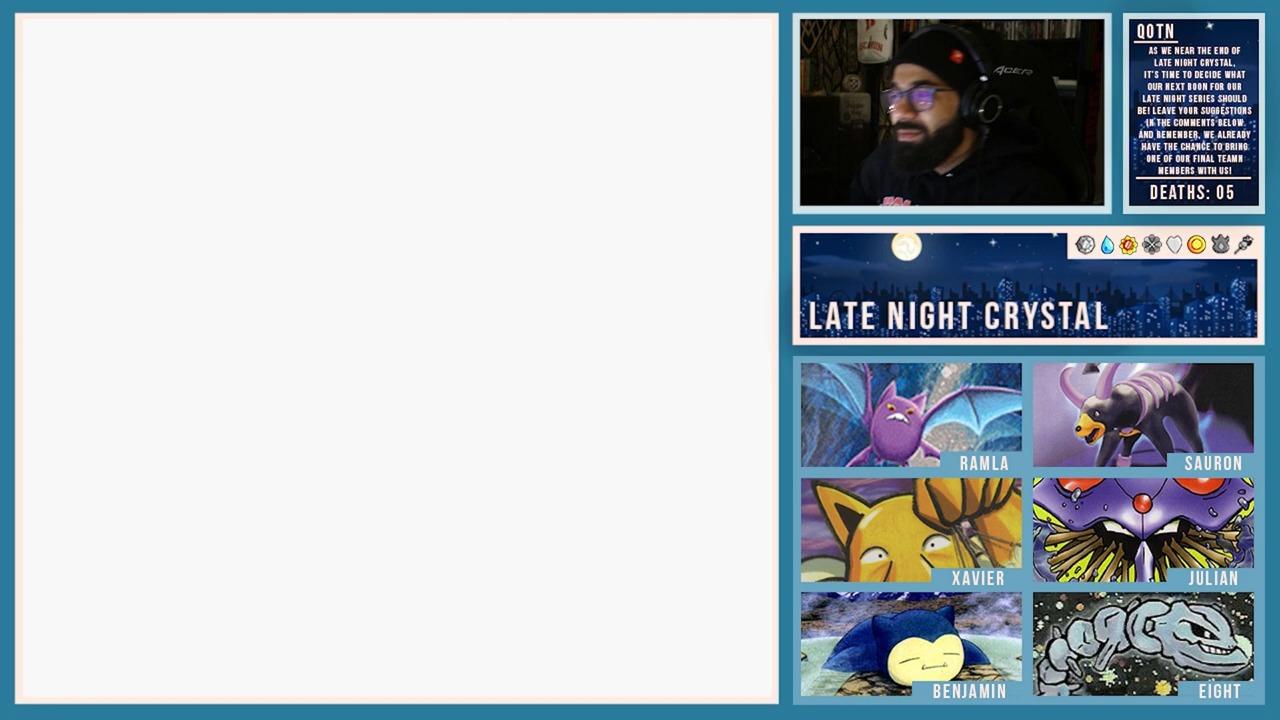 QOTN
AS WE NEAR THE END OF
LATE NIGHT CRYSTAL,
IT'S TIME TO DECIDE WHAT
OUR NEXT BOON FOR OUR
LATE NIGHT SERIES SHOULD
BE! LEAVE YOUR SUGGESTIONS
IN THE COMMENTS BELOW.
AND REMEMBER, WE ALREADY
HAVE THE CHANCE TO BRING
ONE OF OUR FINAL TEAMN
MEMBERS WITH US!
DEATHS: 05
ACER
LATE NIGHT CRYSTAL
RAMLA
SAURON
XAVIER
JULIAN
BENJAMIN
EIGHT